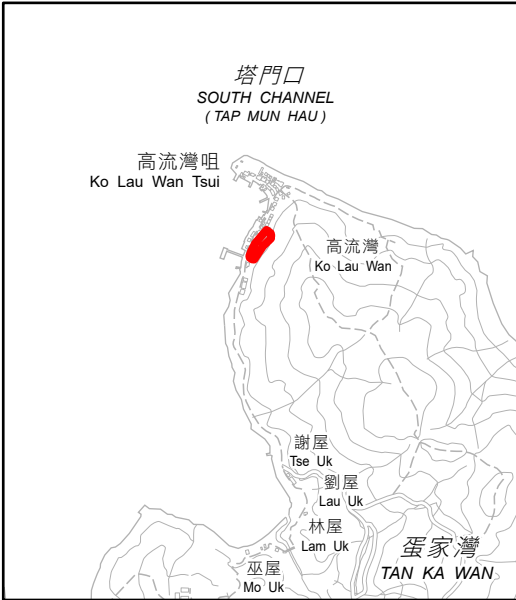 塔門口
SOUTH CHANNEL
( TAP MUN HAU )
高流灣咀
Ko Lau Wan Tsui
高流灣
Ko Lau Wan
謝屋
Tse Uk
劉屋
Lau Uk
林屋
Lam Uk
巫屋
Mo Uk
蛋家灣
TAN KA WAN